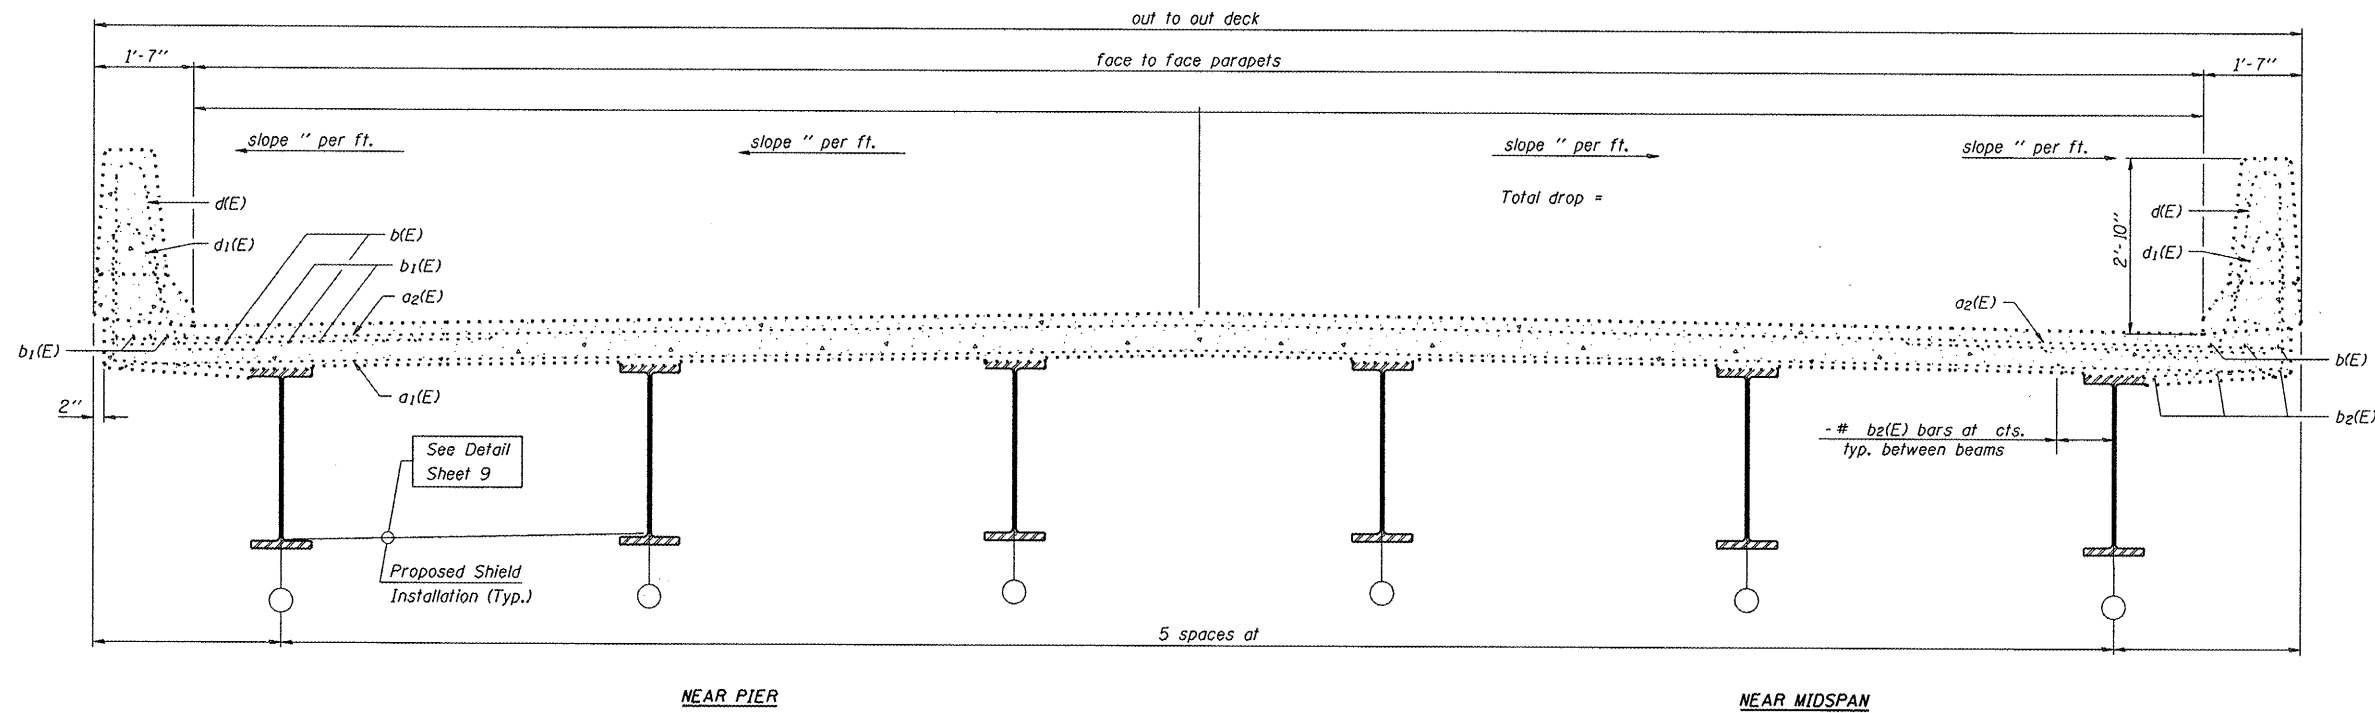 out to out deck
1'-7"
face to face parapets
1'-7"
slope " per ft.
slope " per ft.
slope " per ft.
slope " per ft.
Total drop =
d(E)
d1(E)
b(E)
b1(E)
a2(E)
b1(E)
a1(E)
2"
d(E)
2'-10"
d1(E)
a2(E)
b(E)
b2(E)
- # b2(E) bars at cts.
typ. between beams
See Detail
Sheet 9
Proposed Shield
Installation (Typ.)
5 spaces at
NEAR PIER
NEAR MIDSPAN